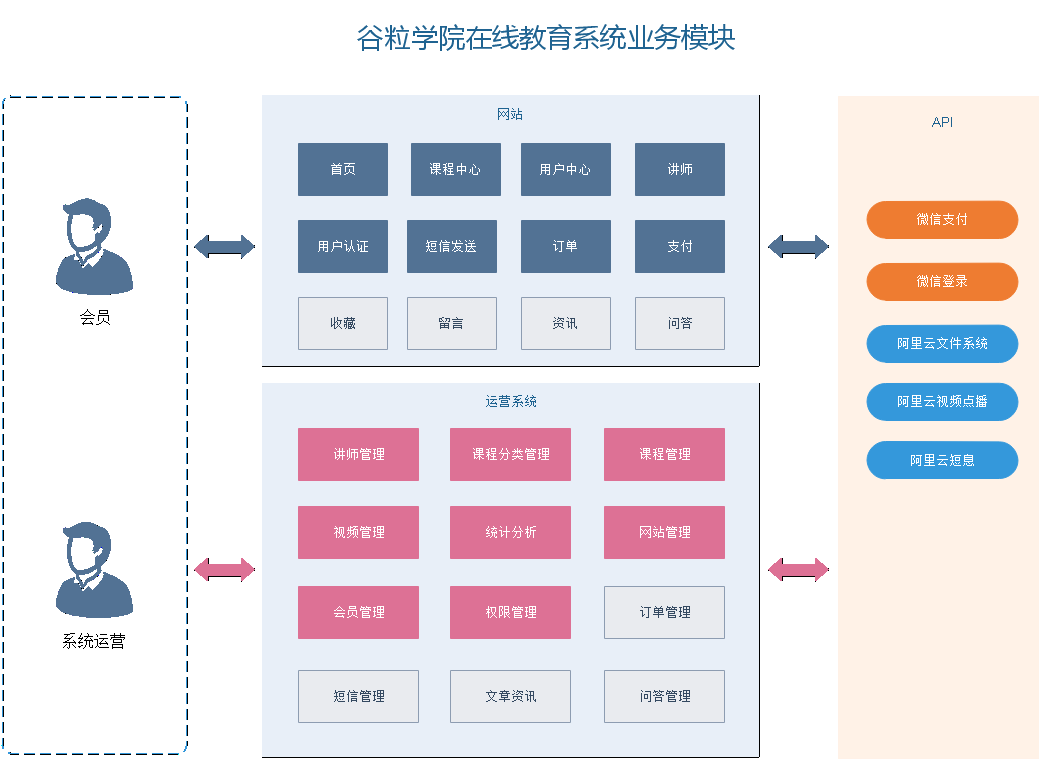 谷粒学院在线教育系统业务模块
会员
系统运营
网站
首页
课程中心
用户中心
讲师
用户认证
短信发送
订单
支付
收藏
留言
资讯
问答
运营系统
讲师管理
课程分类管理
课程管理
视频管理
统计分析
网站管理
会员管理
权限管理
订单管理
短信管理
文章资讯
问答管理
API
微信支付
微信登录
阿里云文件系统
阿里云视频点播
阿里云短息